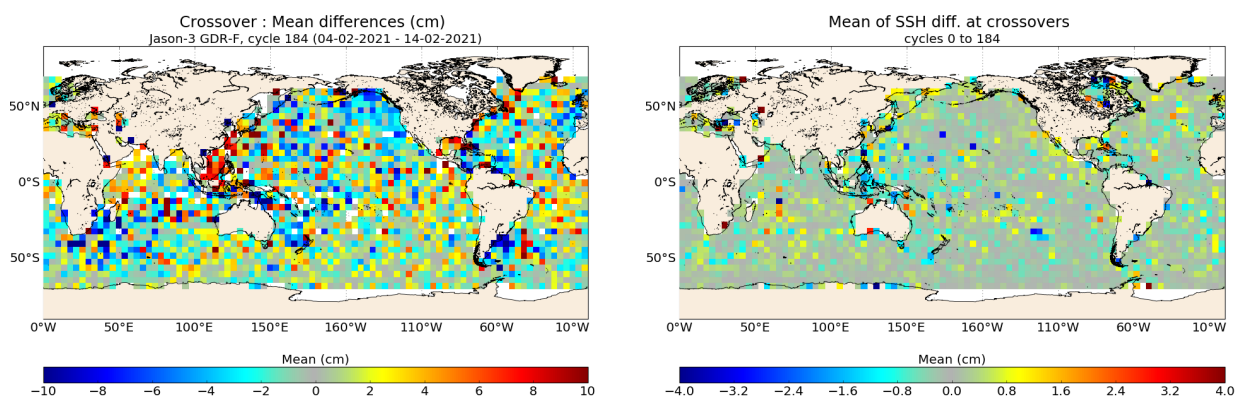 Crossover : Mean differences (cm)
Jason-3 GDR-F, cycle 184 (04-02-2021 - 14-02-2021)
50°N
0°S
50°S
0°W 50°E 100°E 150°E 160°W 110°W 60°W 10°W
Mean (cm)
−10 −8 −6 −4 −2 0 2 4 6 8 10
Mean of SSH diff. at crossovers
cycles 0 to 184
50°N
0°S
50°S
0°W 50°E 100°E 150°E 160°W 110°W 60°W 10°W
Mean (cm)
−4.0 −3.2 −2.4 −1.6 −0.8 0.0 0.8 1.6 2.4 3.2 4.0